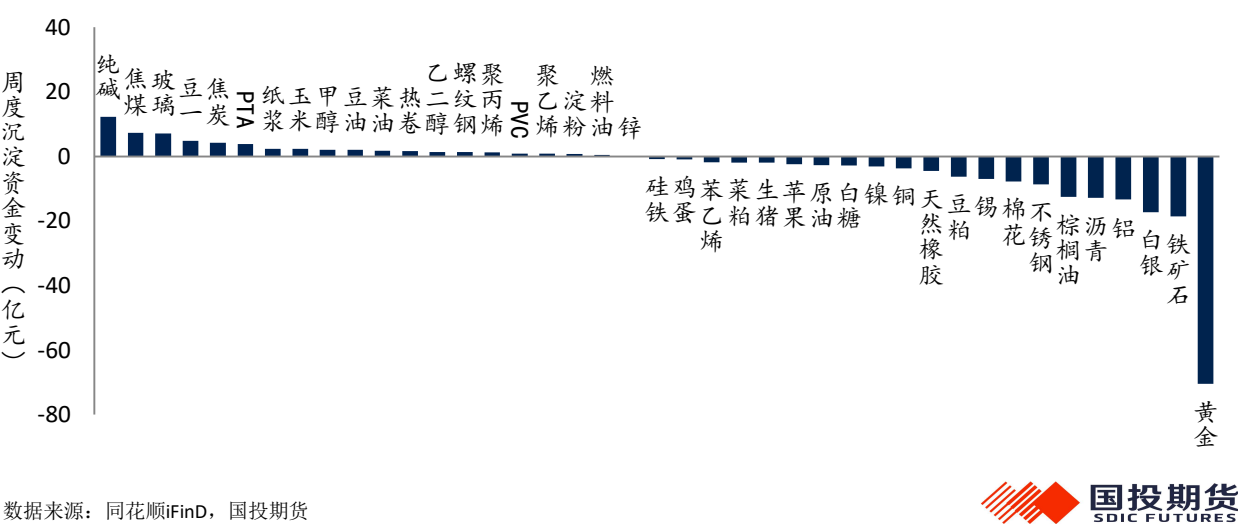 周度沉淀资金变动（亿元）
40
20
0
-20
-40
-60
-80
纯碱
焦煤
玻璃
豆一
焦炭
PTA
纸浆
玉米
甲醇
豆油
菜油
热卷
乙二醇
螺纹钢
聚丙烯
PVC
聚乙烯
淀粉
燃料油
锌
硅铁
鸡蛋
苯乙烯
菜粕
生猪
苹果
原油
白糖
镍
铜
天然橡胶
豆粕
锡
棉花
不锈钢
棕榈油
沥青
铝
白银
铁矿石
黄金
数据来源：同花顺iFinD，国投期货
国投期货
SDIC FUTURES